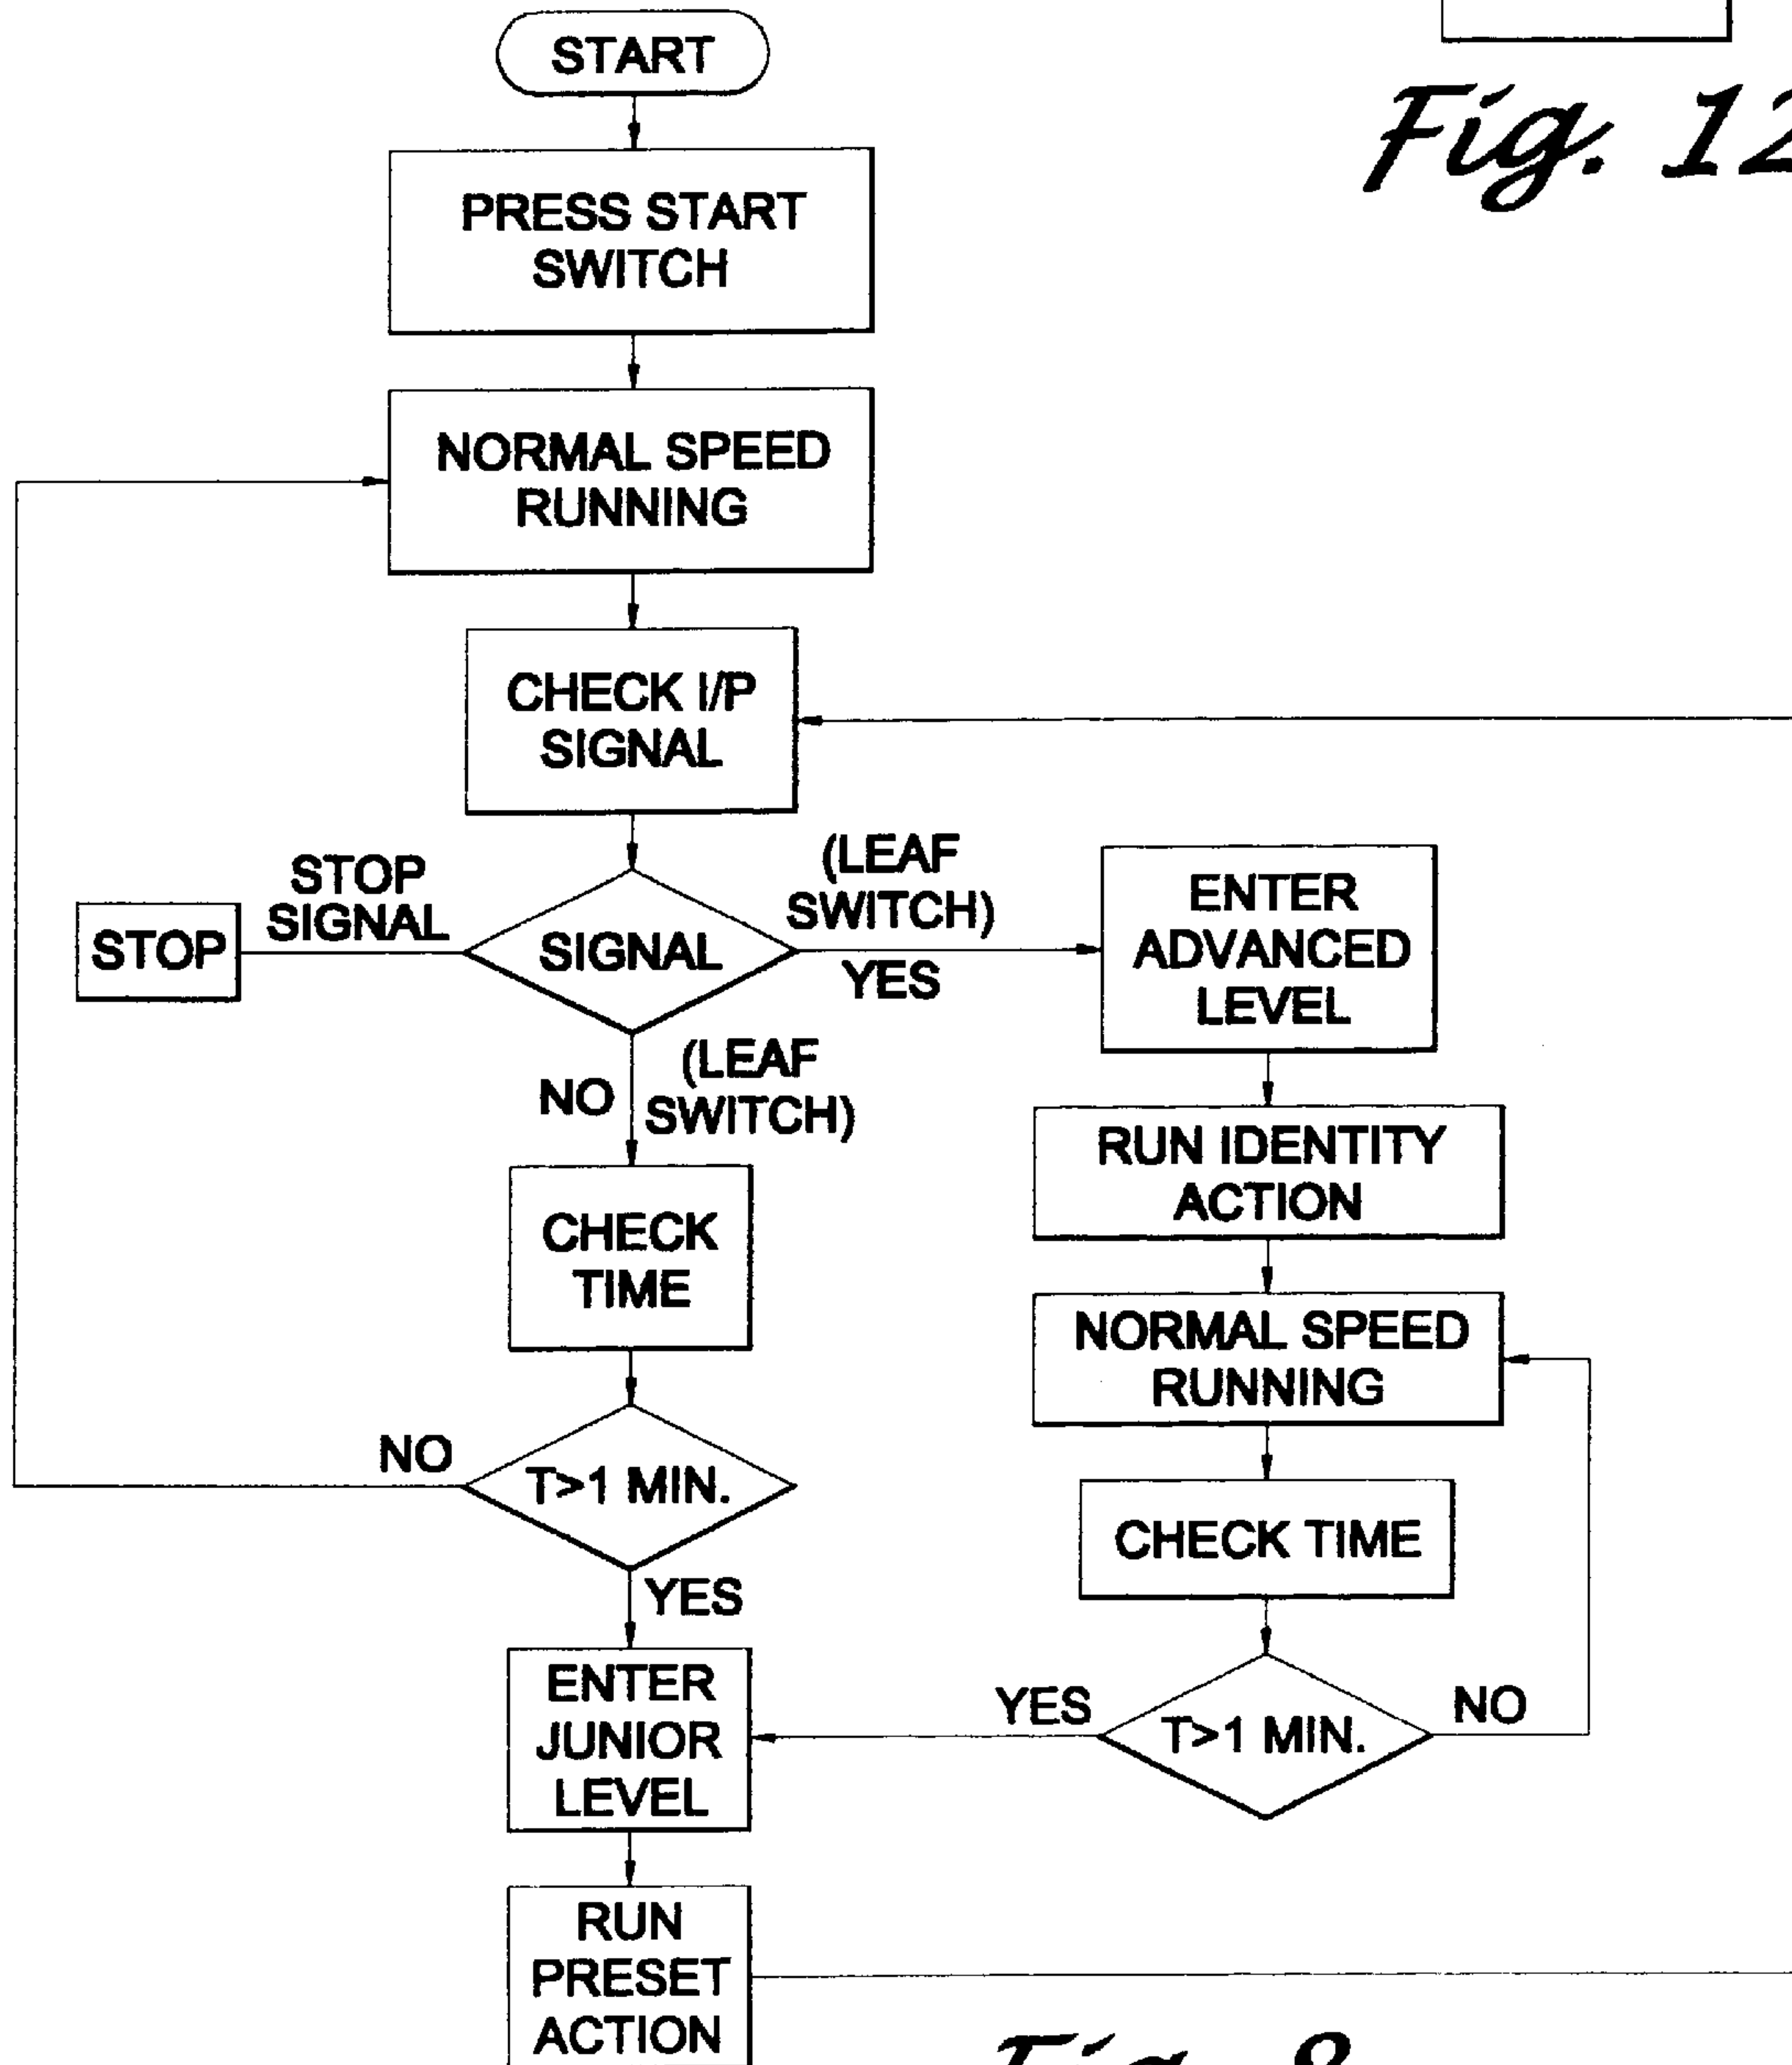 START
Fig. 12
PRESS START
SWITCH
NORMAL SPEED
RUNNING
CHECK I/P
SIGNAL
STOP
SIGNAL
STOP
SIGNAL
(LEAF
SWITCH)
YES
ENTER
ADVANCED
LEVEL
NO
(LEAF
SWITCH)
RUN IDENTITY
ACTION
CHECK
TIME
NORMAL SPEED
RUNNING
NO
T>1 MIN.
CHECK TIME
YES
ENTER
JUNIOR
LEVEL
YES
T>1 MIN.
NO
RUN
PRESET
ACTION